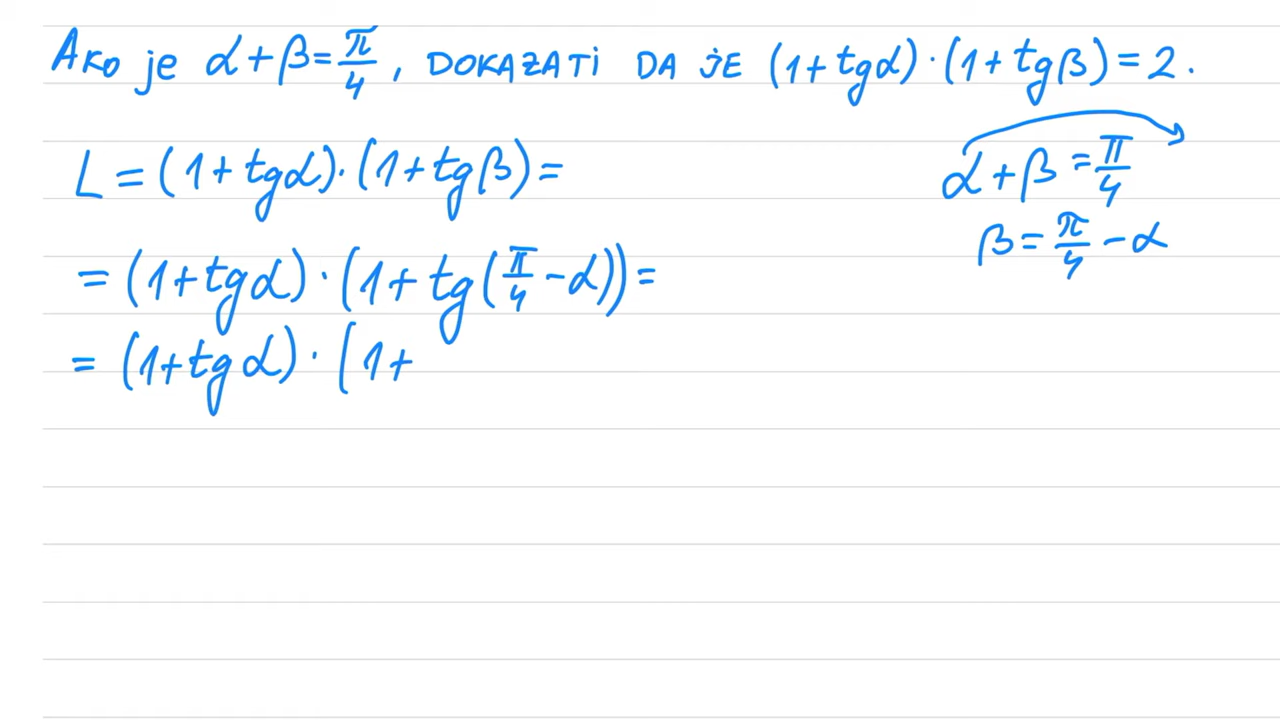 Ako je α+β=π/4, DOKAZATI DA JE (1+tgα)·(1+tgβ)=2.
L=(1+tgα)·(1+tgβ)=
α+β=π/4
β=π/4-α
=(1+tgα)·(1+tg(π/4-α))=
=(1+tgα)·(1+